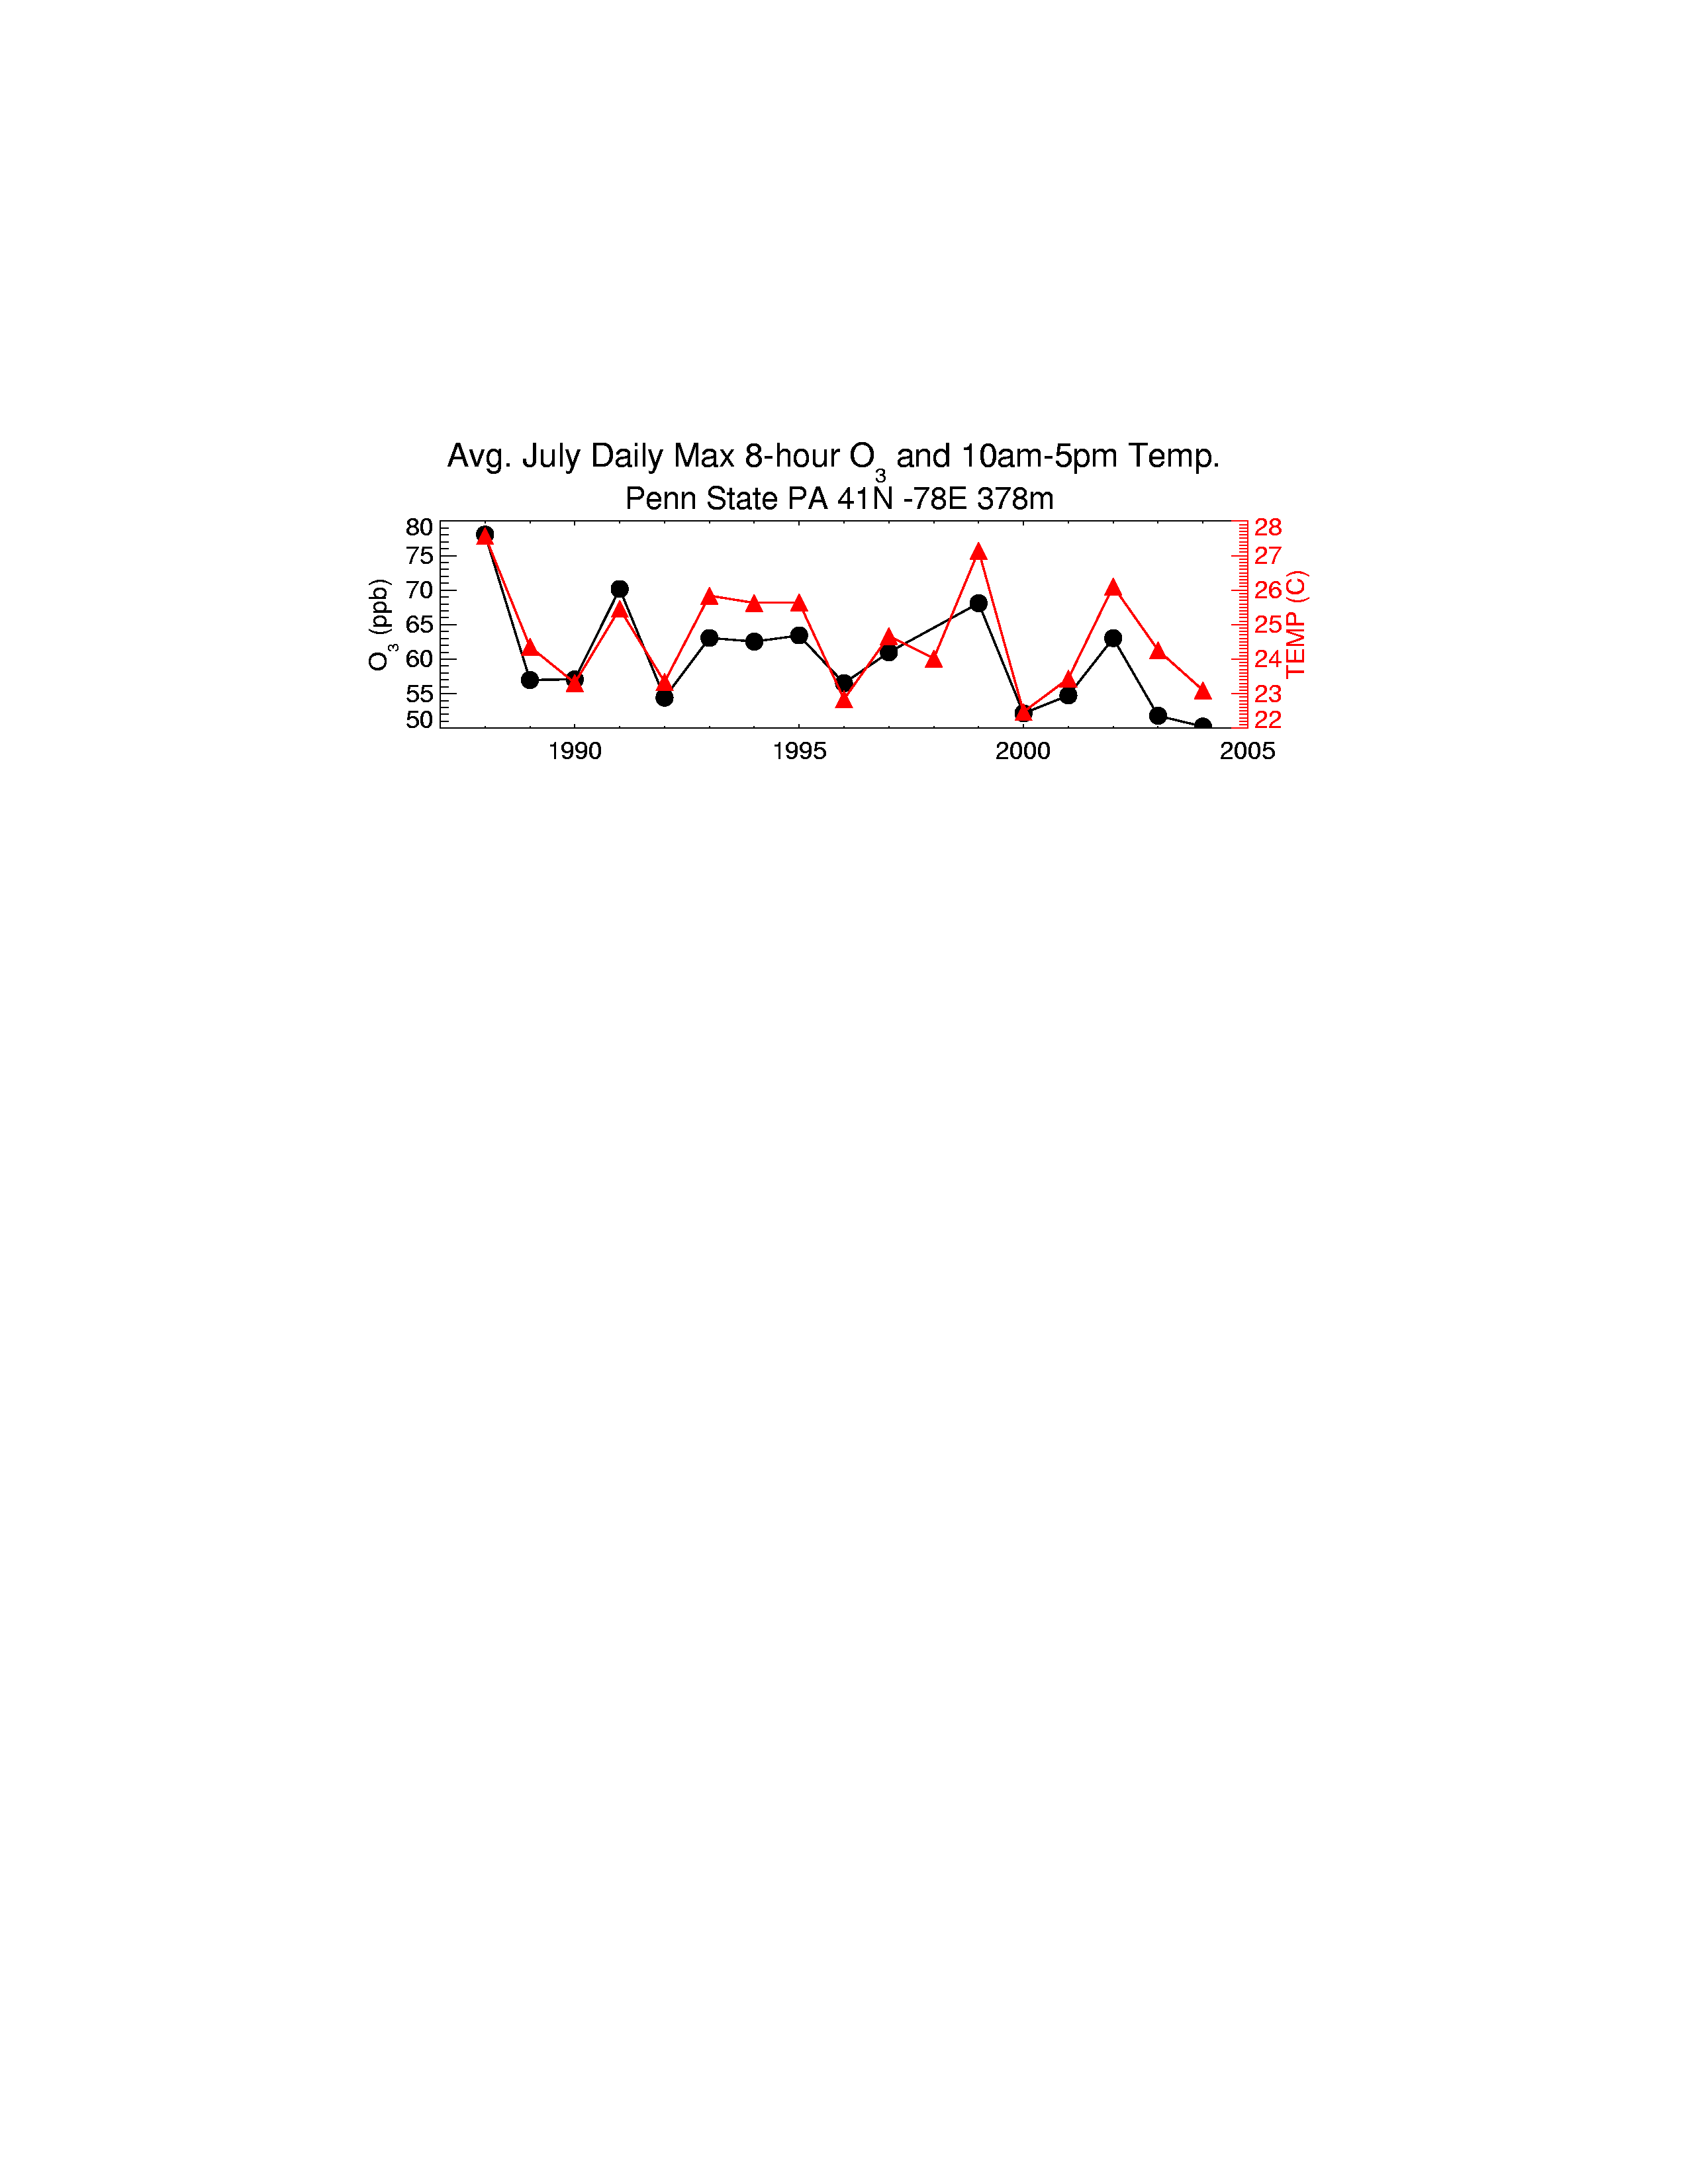 Avg. July Daily Max 8-hour O₃ and 10am-5pm Temp.
Penn State PA 41N -78E 378m
80
75
70
65
60
55
50
O₃ (ppb)
28
27
26
25
24
23
22
TEMP (C)
1990 1995 2000 2005